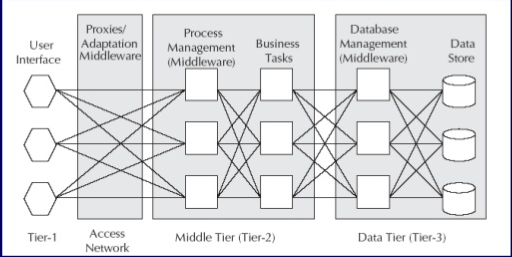 User
Interface
Proxies/
Adaptation
Middleware
Process
Management
(Middleware)
Business
Tasks
Database
Management
(Middleware)
Data
Store
Tier-1
Access
Network
Middle Tier (Tier-2)
Data Tier (Tier-3)